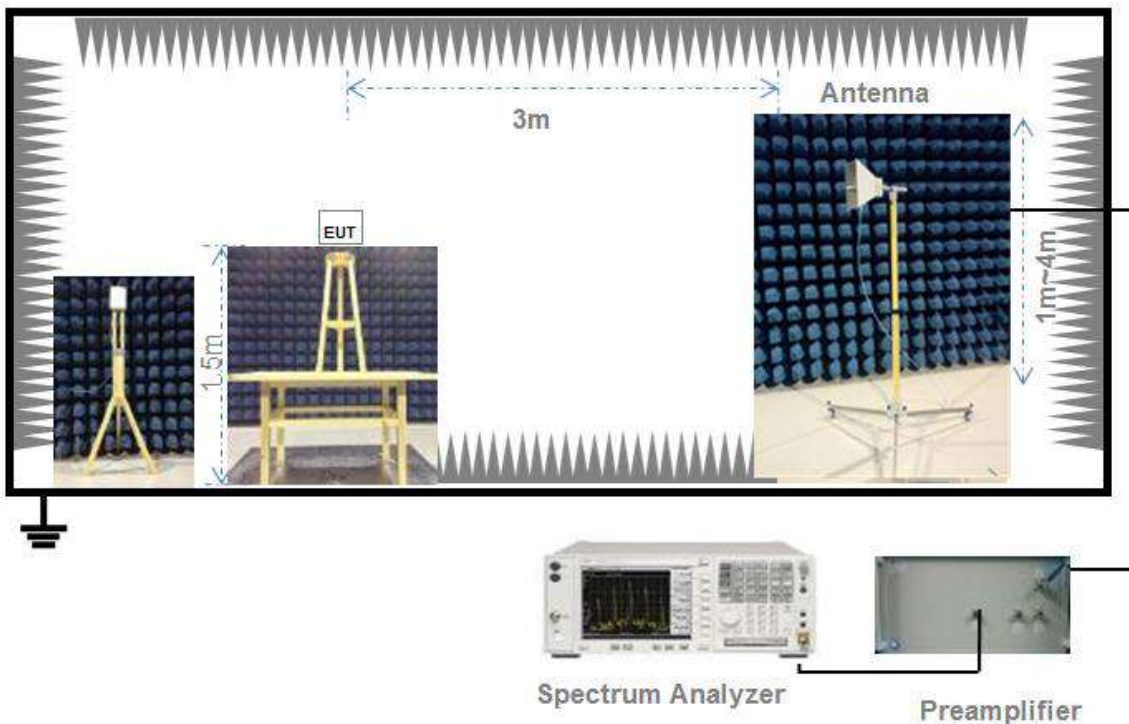 Antenna
3m
EUT
1.5m
1m~4m
Spectrum Analyzer
Preamplifier